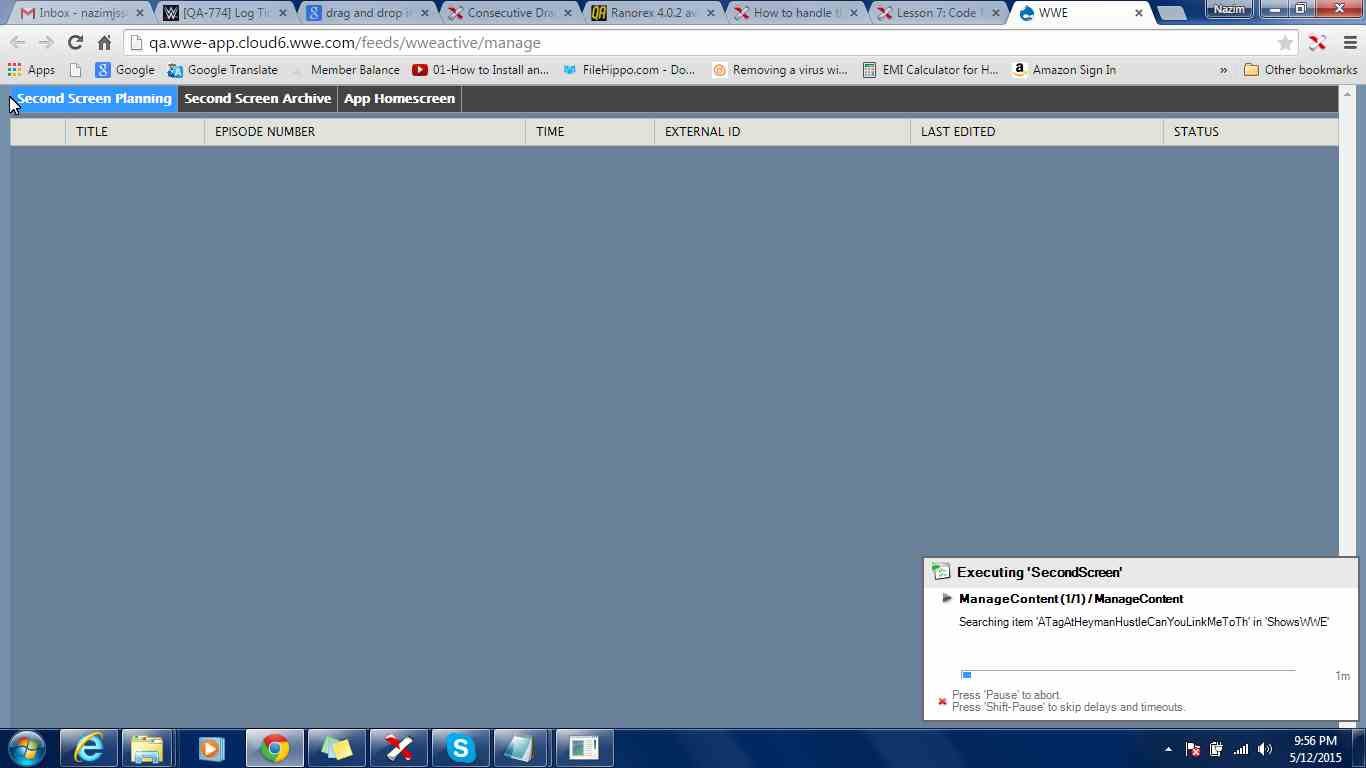 Inbox - nazimjss
[QA-774] Log Tic
drag and drop i
Consecutive Dra
Ranorex 4.0.2 av
How to handle t
Lesson 7: Code
WWE
Nazim
qa.wwe-app.cloud6.wwe.com/feeds/wweactive/manage
Apps
Google
Google Translate
Member Balance
01-How to Install an...
FileHippo.com - Do...
Removing a virus wi...
EMI Calculator for H...
Amazon Sign In
»
Other bookmarks
Second Screen Planning
Second Screen Archive
App Homescreen
TITLE
EPISODE NUMBER
TIME
EXTERNAL ID
LAST EDITED
STATUS
Executing 'SecondScreen'
ManageContent (1/1) / ManageContent
Searching item 'ATagAtHeymanHustleCanYouLinkMeToTh' in 'ShowsWWE'
1m
Press 'Pause' to abort.
Press 'Shift-Pause' to skip delays and timeouts.
9:56 PM
5/12/2015